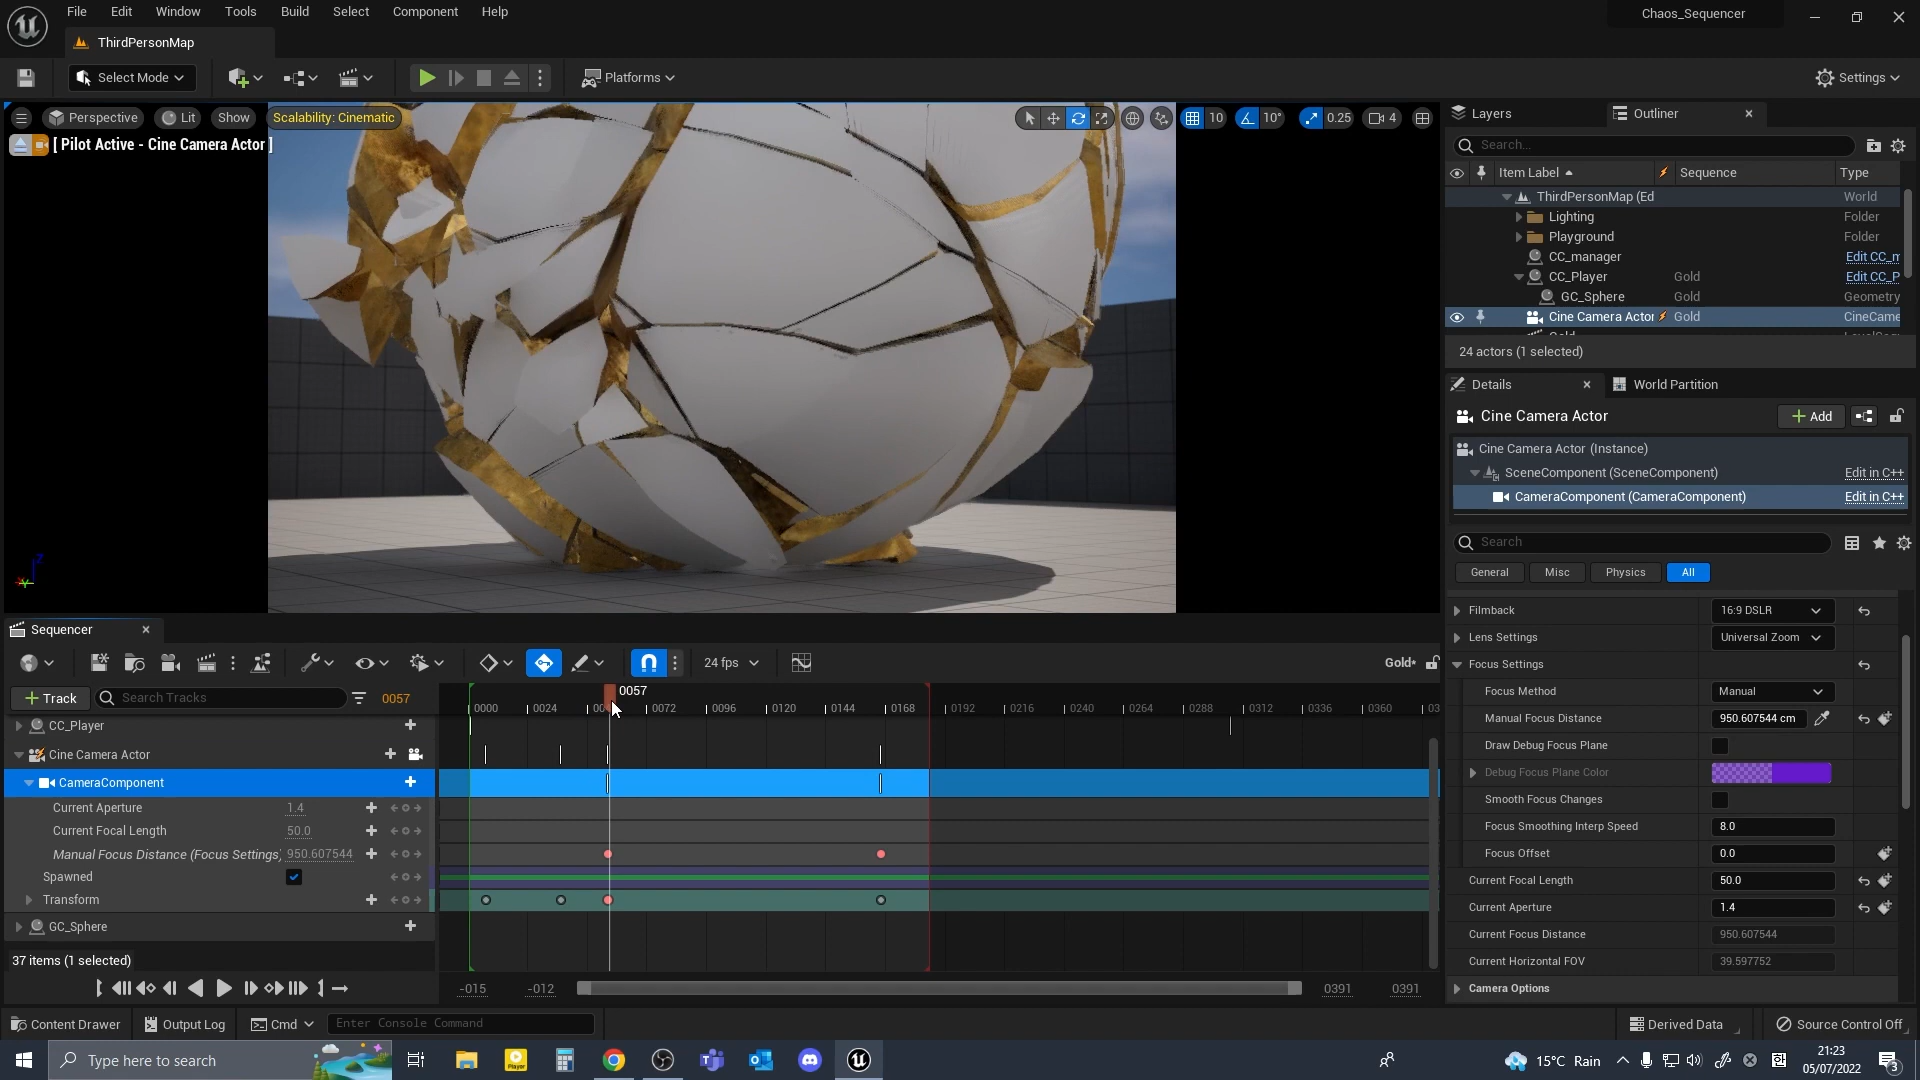 File Edit Window Tools Build Select Component Help
Chaos_Sequencer
ThirdPersonMap
Select Mode
Platforms
Settings
Perspective Lit Show Scalability: Cinematic
10 10° 0.25 4
[ Pilot Active - Cine Camera Actor ]
Layers Outliner
Search...
Item Label Sequence Type
ThirdPersonMap (Ed World
Lighting Folder
Playground Folder
CC_manager Edit CC_m
CC_Player Gold Edit CC_P
GC_Sphere Gold Geometry
Cine Camera Actor Gold CineCame
24 actors (1 selected)
Details World Partition
Cine Camera Actor
Add
Cine Camera Actor (Instance)
SceneComponent (SceneComponent) Edit in C++
CameraComponent (CameraComponent) Edit in C++
Search
General Misc Physics All
Filmback 16:9 DSLR
Lens Settings Universal Zoom
Focus Settings
Focus Method Manual
Manual Focus Distance 950.607544 cm
Draw Debug Focus Plane
Debug Focus Plane Color
Smooth Focus Changes
Focus Smoothing Interp Speed 8.0
Focus Offset 0.0
Current Focal Length 50.0
Current Aperture 1.4
Current Focus Distance 950.607544
Current Horizontal FOV 39.597752
Camera Options
Sequencer
24 fps
Gold*
+ Track Search Tracks 0057
0057
0000 0024 0072 0096 0120 0144 0168 0192 0216 0240 0264 0288 0312 0336 0360
CC_Player
Cine Camera Actor
CameraComponent
Current Aperture 1.4
Current Focal Length 50.0
Manual Focus Distance (Focus Settings) 950.607544
Spawned
Transform
GC_Sphere
37 items (1 selected)
-015 -012 0391 0391
Content Drawer Output Log Cmd Enter Console Command
Derived Data Source Control Off
Type here to search
15°C Rain
21:23
05/07/2022
3